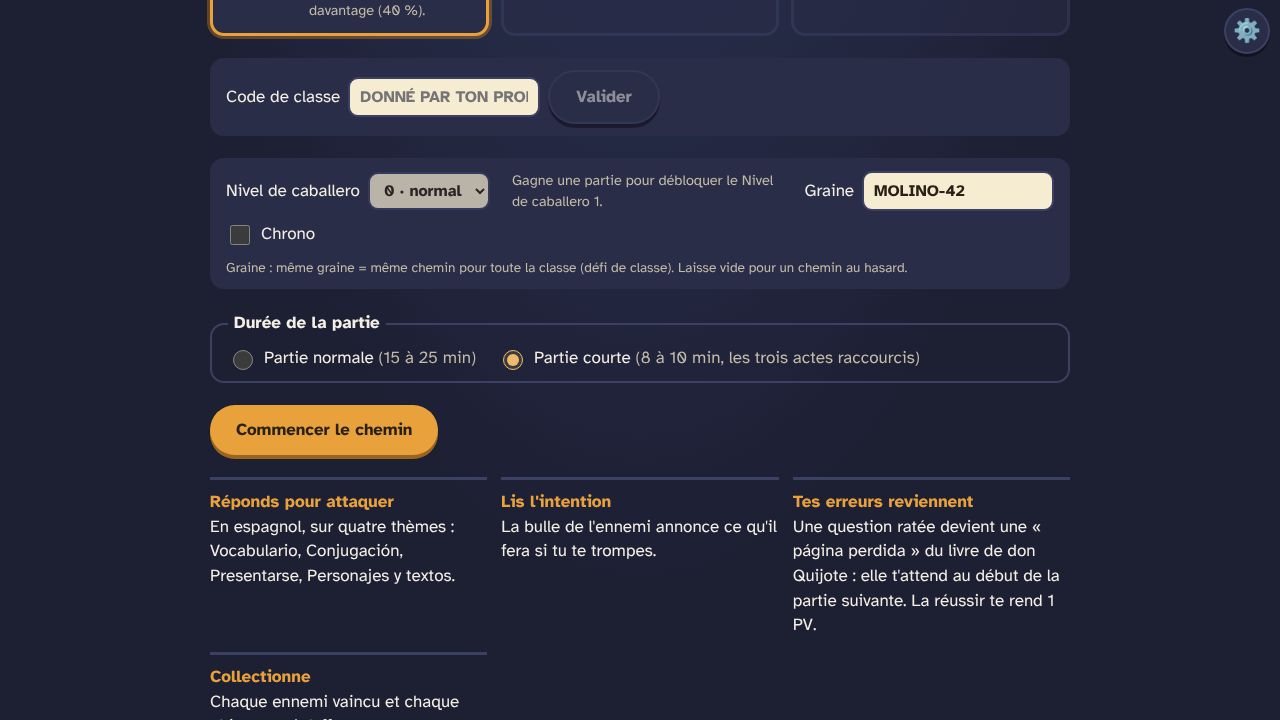 davantage (40 %).
Code de classe
DONNÉ PAR TON PRO
Valider
Nivel de caballero
0 · normal
Gagne une partie pour débloquer le Nivel
de caballero 1.
Graine
MOLINO-42
Chrono
Graine : même graine = même chemin pour toute la classe (défi de classe). Laisse vide pour un chemin au hasard.
Durée de la partie
Partie normale (15 à 25 min)
Partie courte (8 à 10 min, les trois actes raccourcis)
Commencer le chemin
Réponds pour attaquer
En espagnol, sur quatre thèmes :
Vocabulario, Conjugación,
Presentarse, Personajes y textos.
Lis l'intention
La bulle de l'ennemi annonce ce qu'il
fera si tu te trompes.
Tes erreurs reviennent
Une question ratée devient une «
página perdida » du livre de don
Quijote : elle t'attend au début de la
partie suivante. La réussir te rend 1
PV.
Collectionne
Chaque ennemi vaincu et chaque